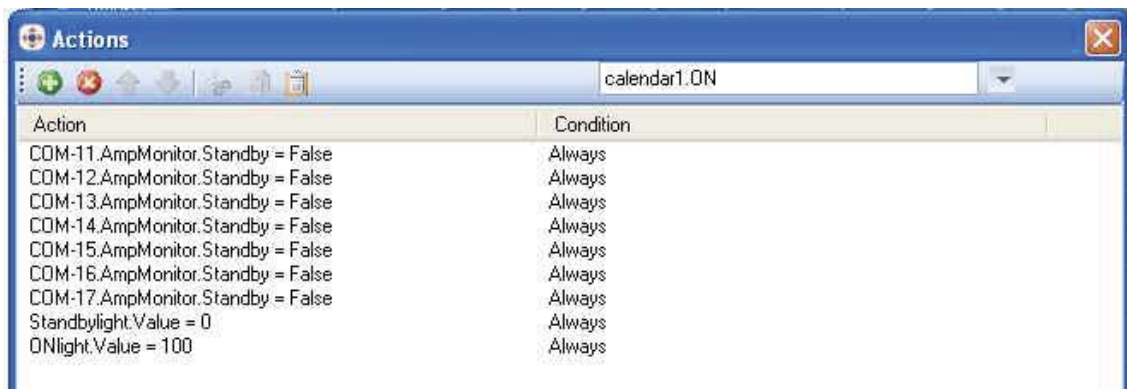 Actions
calendar1.ON
Action Condition
COM-11.AmpMonitor.Standby = False Always
COM-12.AmpMonitor.Standby = False Always
COM-13.AmpMonitor.Standby = False Always
COM-14.AmpMonitor.Standby = False Always
COM-15.AmpMonitor.Standby = False Always
COM-16.AmpMonitor.Standby = False Always
COM-17.AmpMonitor.Standby = False Always
Standbylight.Value = 0 Always
ONlight.Value = 100 Always